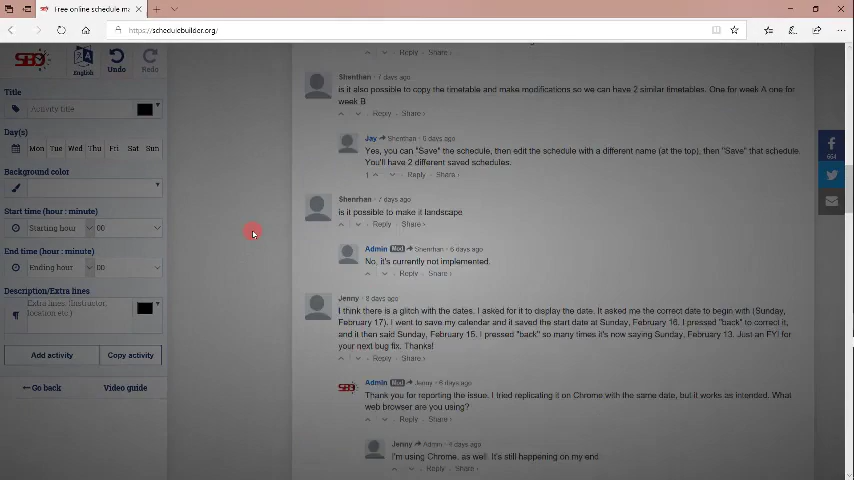 Free online schedule ma
https://schedulebuilder.org/
SB
English
Undo
Redo
Title
Activity title
Day(s)
Mon Tue Wed Thu Fri Sat Sun
Background color
Start time (hour : minute)
Starting hour 00
End time (hour : minute)
Ending hour 00
Description/Extra lines
Extra lines: (Instructor,
location etc.)
Add activity
Copy activity
Go back
Video guide
Reply Share ›
Shenthan · 7 days ago
is it also possible to copy the timetable and make modifications so we can have 2 similar timetables. One for week A one for
week B
Reply Share ›
Jay Shenthan · 6 days ago
Yes, you can "Save" the schedule, then edit the schedule with a different name (at the top), then "Save" that schedule.
You'll have 2 different saved schedules.
1 Reply Share ›
Shenrhan · 7 days ago
is it possible to make it landscape
Reply Share ›
Admin Mod Shenrhan · 6 days ago
No, it's currently not implemented.
Reply Share ›
Jenny · 8 days ago
I think there is a glitch with the dates. I asked for it to display the date. It asked me the correct date to begin with (Sunday,
February 17). I went to save my calendar and it saved the start date at Sunday, February 16. I pressed "back" to correct it,
and it then said Sunday, February 15. I pressed "back" so many times it's now saying Sunday, February 13. Just an FYI for
your next bug fix. Thanks!
Reply Share ›
Admin Mod Jenny · 6 days ago
Thank you for reporting the issue. I tried replicating it on Chrome with the same date, but it works as intended. What
web browser are you using?
Reply Share ›
Jenny Admin · 4 days ago
I'm using Chrome, as well. It's still happening on my end.
Reply Share ›
664